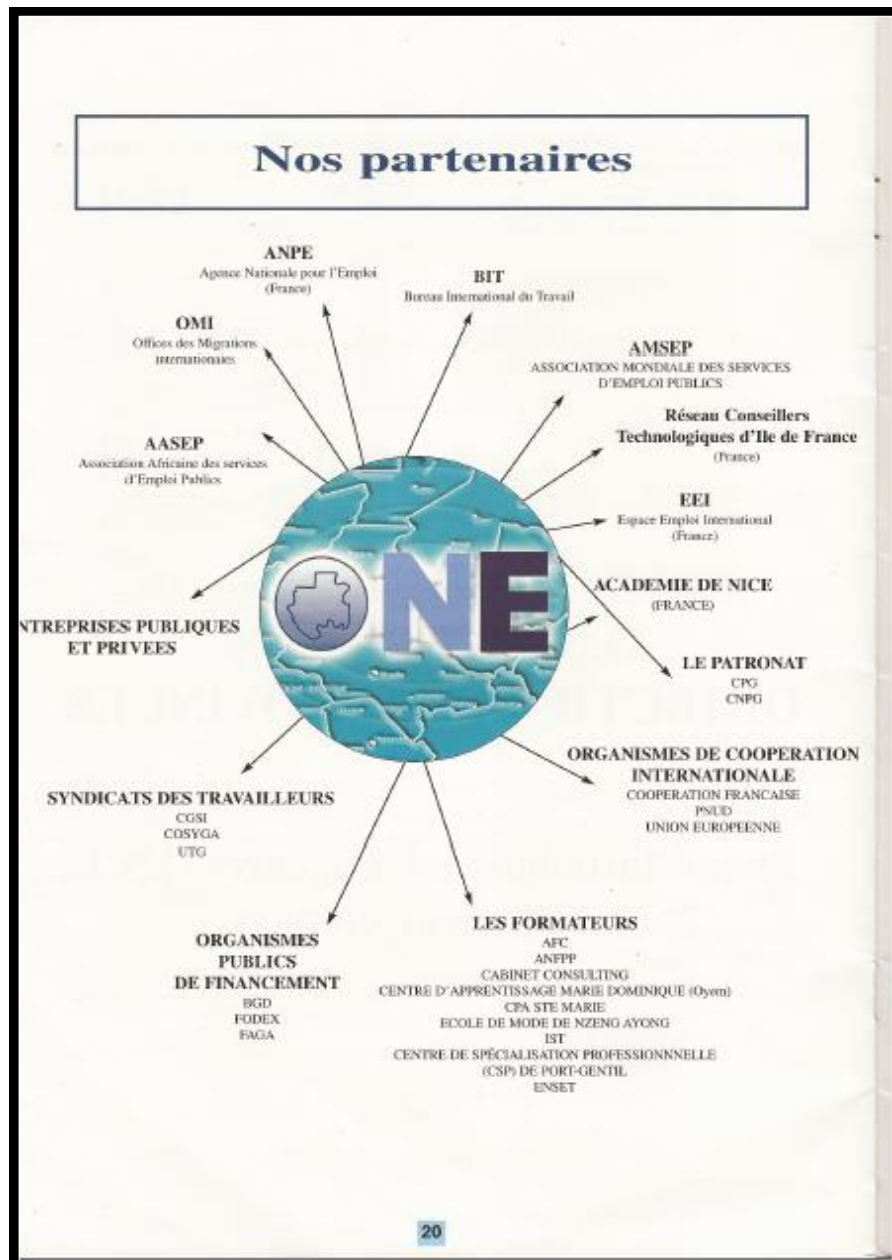 Nos partenaires
ANPE
Agence Nationale pour l'Emploi
(France)
BIT
Bureau International du Travail
OMI
Offices des Migrations
internationales
AMSEP
ASSOCIATION MONDIALE DES SERVICES
D'EMPLOI PUBLICS
Réseau Conseillers
Technologiques d'Ile de France
(France)
AASEP
Association Africaine des services
d'Emploi Publics
EEI
Espace Emploi International
(France)
ONE
ACADEMIE DE NICE
(FRANCE)
NTREPRISES PUBLIQUES
ET PRIVEES
LE PATRONAT
CPG
CNPG
ORGANISMES DE COOPERATION
INTERNATIONALE
COOPERATION FRANCAISE
PNUD
UNION EUROPEENNE
SYNDICATS DES TRAVAILLEURS
CGSI
COSYGA
UTG
ORGANISMES
PUBLICS
DE FINANCEMENT
BGD
FODEX
FAGA
LES FORMATEURS
AFC
ANFPP
CABINET CONSULTING
CENTRE D'APPRENTISSAGE MARIE DOMINIQUE (Oyem)
CPA STE MARIE
ECOLE DE MODE DE NZENG AYONG
IST
CENTRE DE SPÉCIALISATION PROFESSIONNNELLE
(CSP) DE PORT-GENTIL
ENSET
20